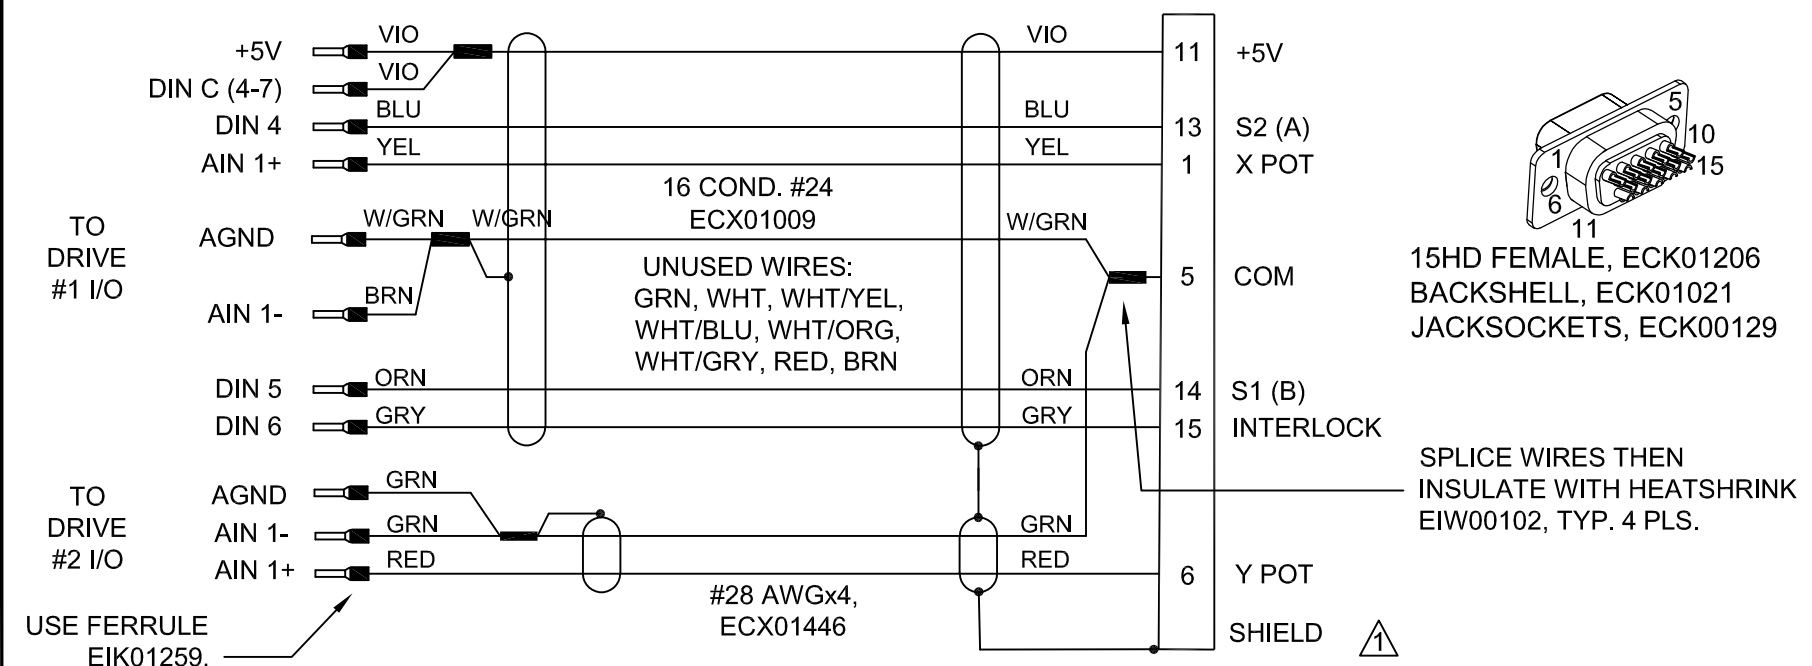 +5V VIO VIO 11 +5V
DIN C (4-7) VIO
DIN 4 BLU BLU 13 S2 (A)
AIN 1+ YEL YEL 1 X POT
16 COND. #24
ECX01009
TO
DRIVE
#1 I/O
AGND W/GRN W/GRN W/GRN
5 COM
UNUSED WIRES:
GRN, WHT, WHT/YEL,
WHT/BLU, WHT/ORG,
WHT/GRY, RED, BRN
AIN 1- BRN
DIN 5 ORN ORN 14 S1 (B)
DIN 6 GRY GRY 15 INTERLOCK
TO
DRIVE
#2 I/O
AGND GRN
AIN 1- GRN GRN
AIN 1+ RED RED 6 Y POT
#28 AWGx4,
ECX01446
SHIELD 1
USE FERRULE
EIK01259.
5
10
15
1
6
11
15HD FEMALE, ECK01206
BACKSHELL, ECK01021
JACKSOCKETS, ECK00129
SPLICE WIRES THEN
INSULATE WITH HEATSHRINK
EIW00102, TYP. 4 PLS.